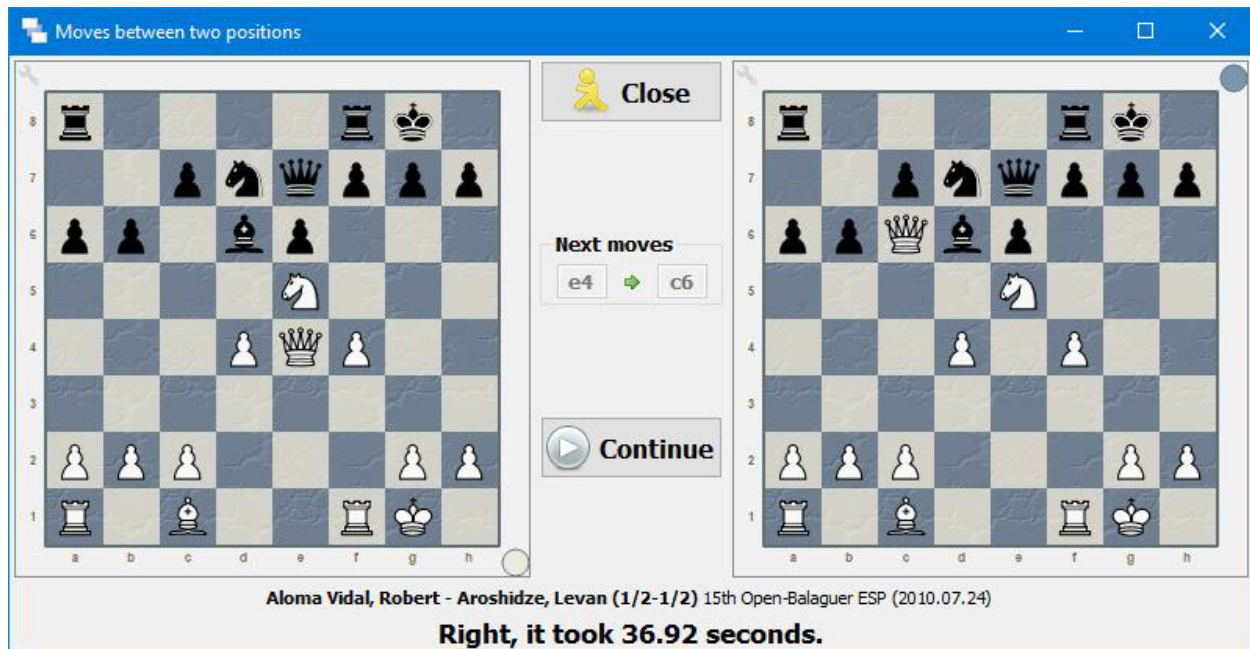 Moves between two positions
Close
8
7
6
5
4
3
2
1
a b c d e f g h
Next moves
e4 c6
Continue
8
7
6
5
4
3
2
1
a b c d e f g h
Aloma Vidal, Robert - Aroshidze, Levan (1/2-1/2) 15th Open-Balaguer ESP (2010.07.24)
Right, it took 36.92 seconds.